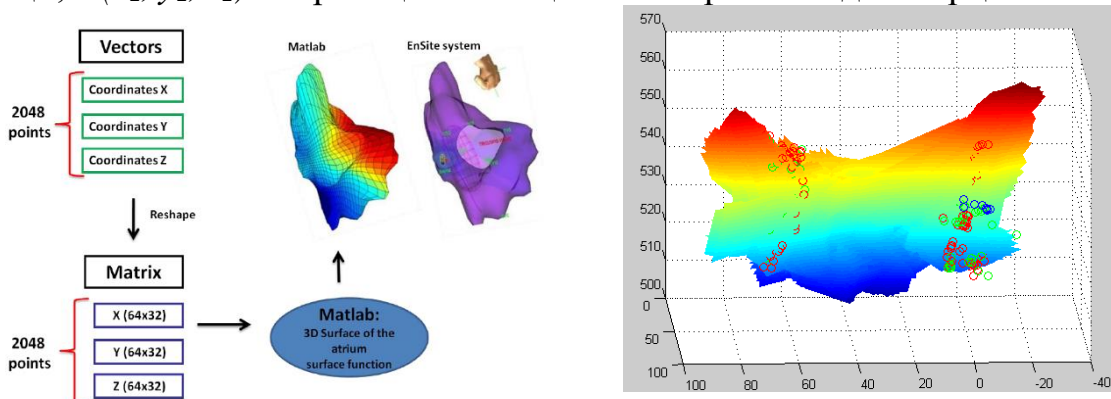 Vectors
2048
points
Coordinates X
Coordinates Y
Coordinates Z
Reshape
Matrix
2048
points
X (64x32)
Y (64x32)
Z (64x32)
Matlab:
3D Surface of the
atrium
surface function
Matlab
EnSite system
570
560
550
540
530
520
510
500
0
50
100
100
80
60
40
20
0
-20
-40